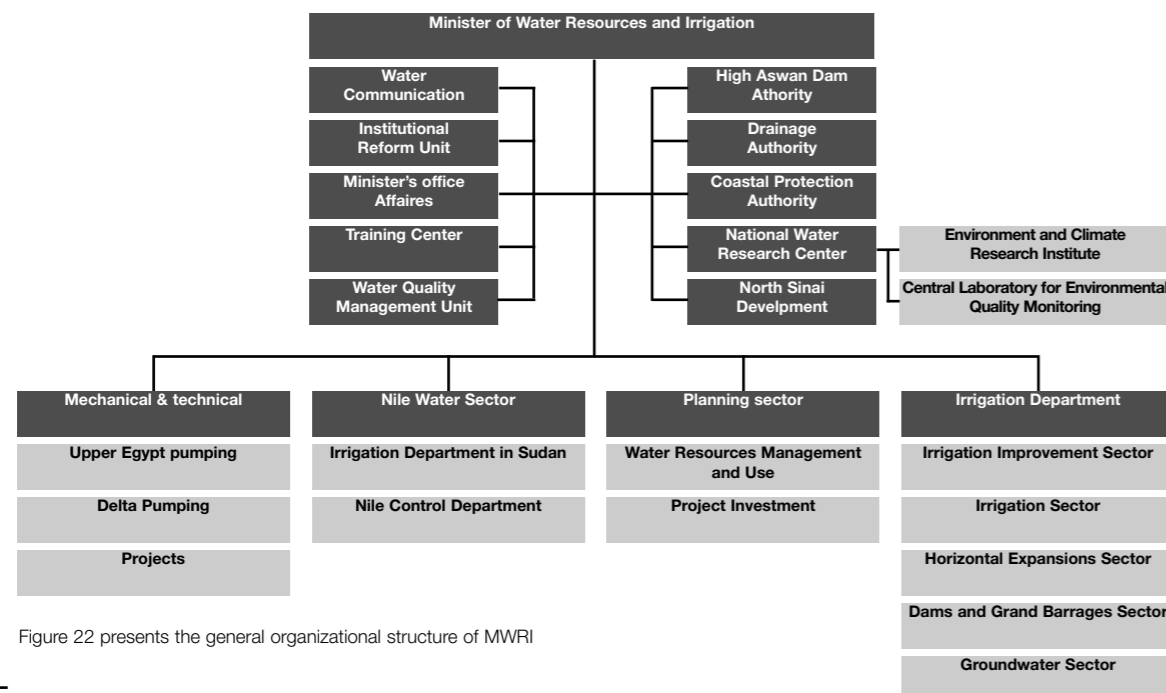 Minister of Water Resources and Irrigation
Water
Communication
Institutional
Reform Unit
Minister's office
Affaires
Training Center
Water Quality
Management Unit
High Aswan Dam
Athority
Drainage
Authority
Coastal Protection
Authority
National Water
Research Center
North Sinai
Develpment
Environment and Climate
Research Institute
Central Laboratory for Environmental
Quality Monitoring
Mechanical & technical
Upper Egypt pumping
Delta Pumping
Projects
Nile Water Sector
Irrigation Department in Sudan
Nile Control Department
Planning sector
Water Resources Management
and Use
Project Investment
Irrigation Department
Irrigation Improvement Sector
Irrigation Sector
Horizontal Expansions Sector
Dams and Grand Barrages Sector
Groundwater Sector
Figure 22 presents the general organizational structure of MWRI